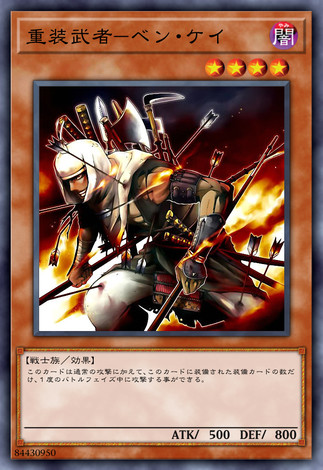 重装武者−ベン・ケイ
やみ
闇
【戦士族／効果】
このカードは通常の攻撃に加えて、このカードに装備された装備カードの数だ
け、１度のバトルフェイズ中に攻撃する事ができる。
ATK/ 500 DEF/ 800
84430950